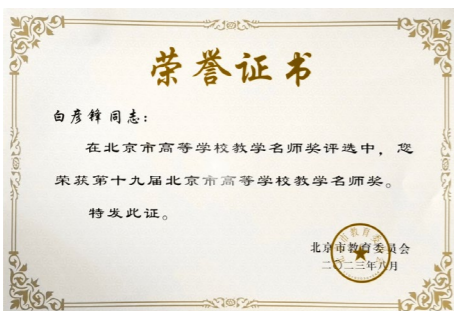 荣誉证书
白彦锋同志：
在北京市高等学校教学名师奖评选中，您
荣获第十九届北京市高等学校教学名师奖。
特发此证。
北京市教育委员会
二〇二三年八月